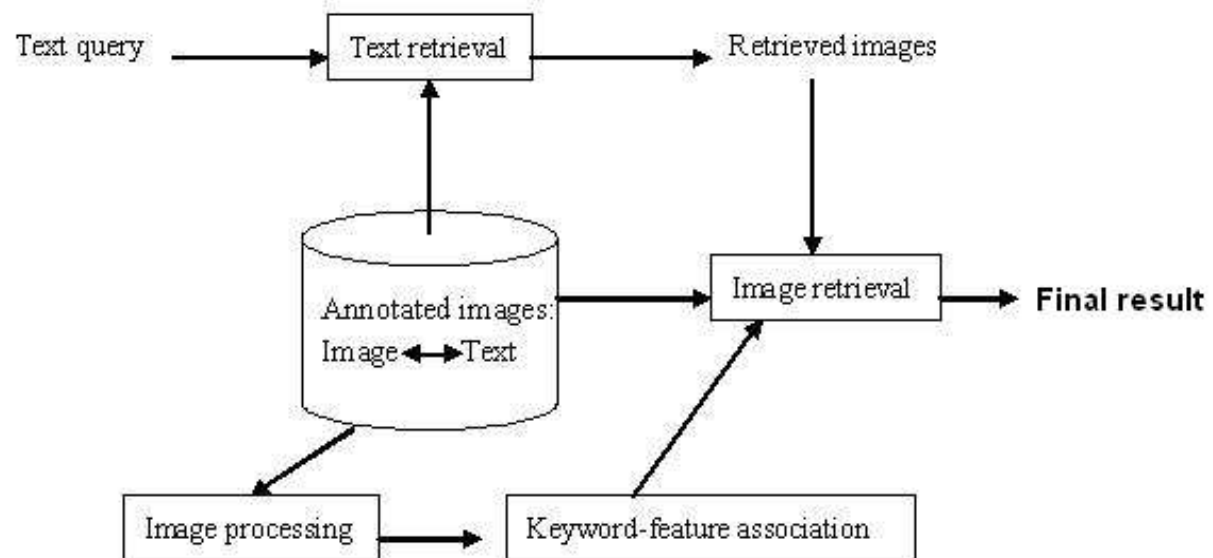 Text query
Text retrieval
Retrieved images
Annotated images:
Image Text
Image retrieval
Final result
Image processing
Keyword-feature association